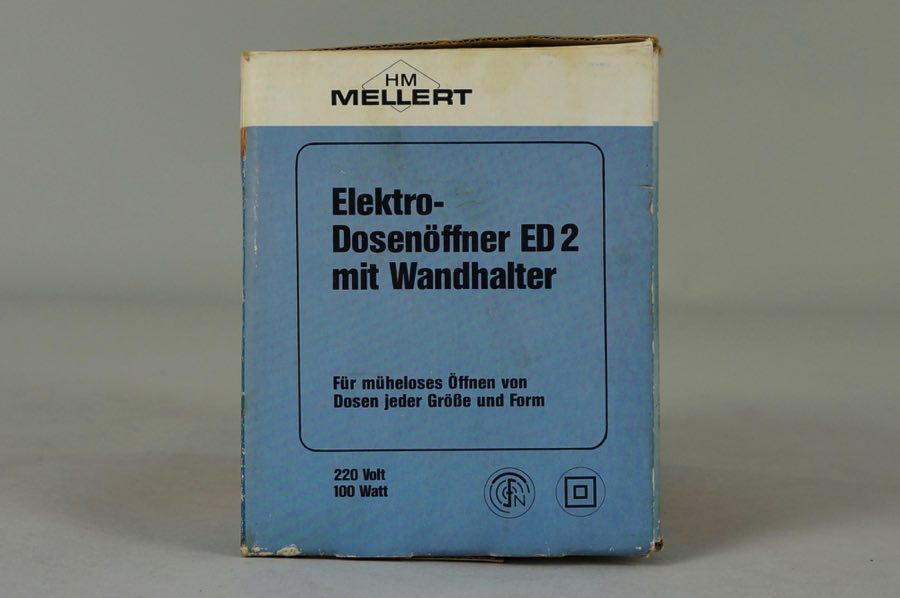 HM
MELLERT
Elektro-
Dosenöffner ED 2
mit Wandhalter
Für müheloses Öffnen von
Dosen jeder Größe und Form
220 Volt
100 Watt